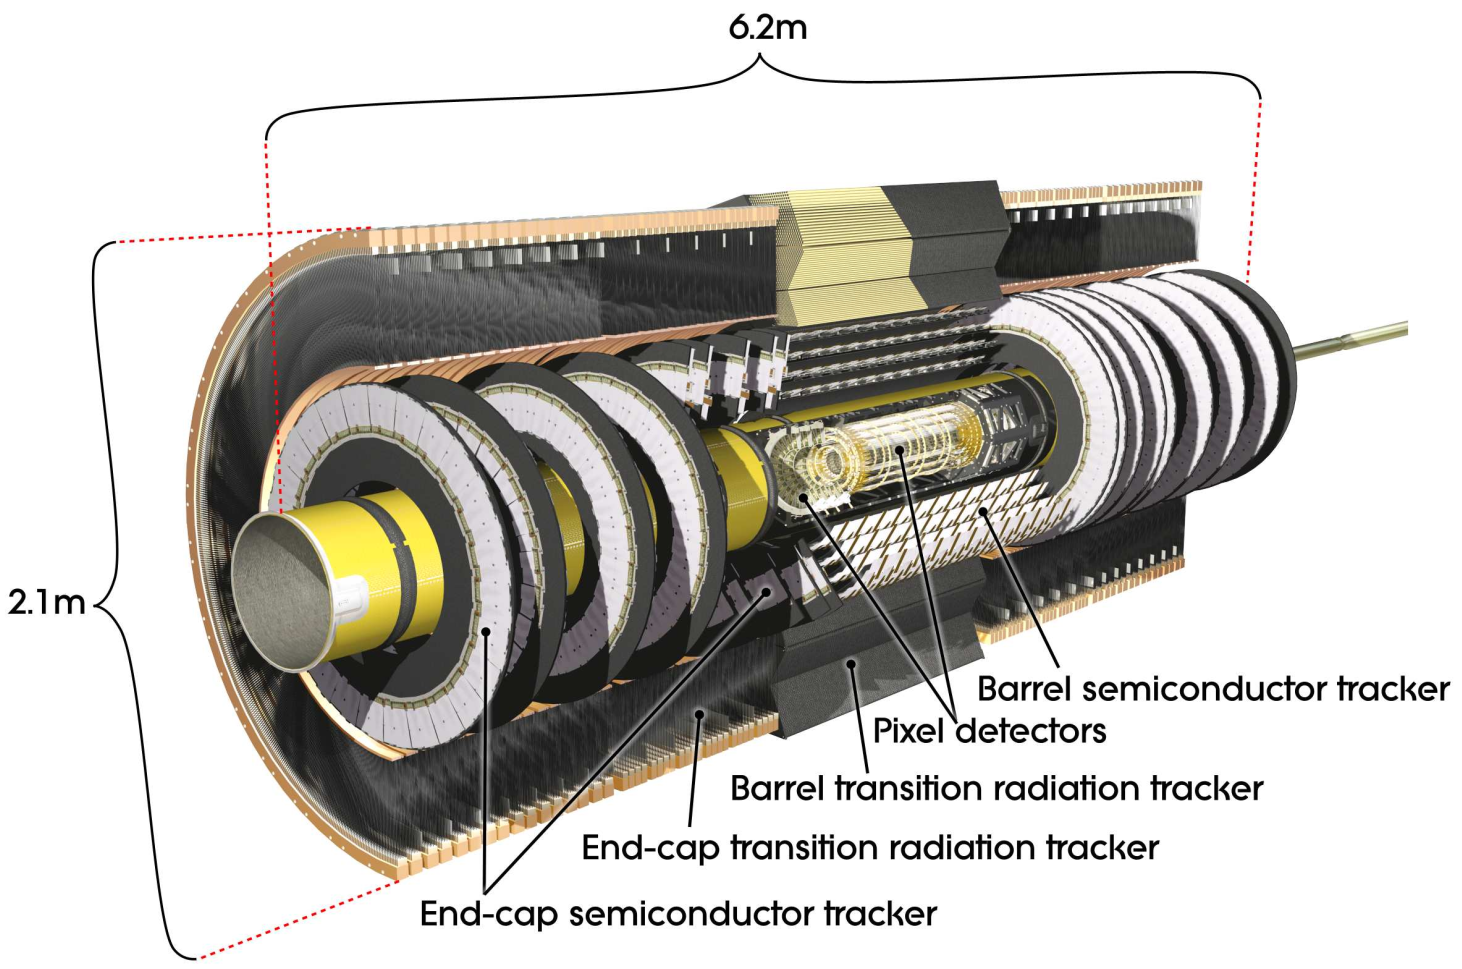 6.2m
2.1m
Barrel semiconductor tracker
Pixel detectors
Barrel transition radiation tracker
End-cap transition radiation tracker
End-cap semiconductor tracker